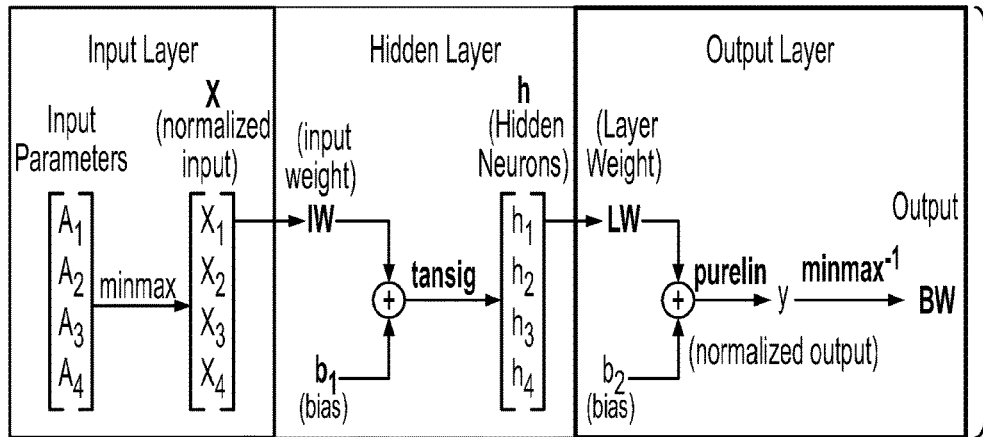 Input Layer
Hidden Layer
Output Layer
Input
Parameters
A1
A2
A3
A4
minmax
X
(normalized
input)
X1
X2
X3
X4
(input
weight)
IW
b1
(bias)
+
tansig
h
(Hidden
Neurons)
h1
h2
h3
h4
(Layer
Weight)
LW
b2
(bias)
+
purelin
y
(normalized output)
minmax-1
Output
BW